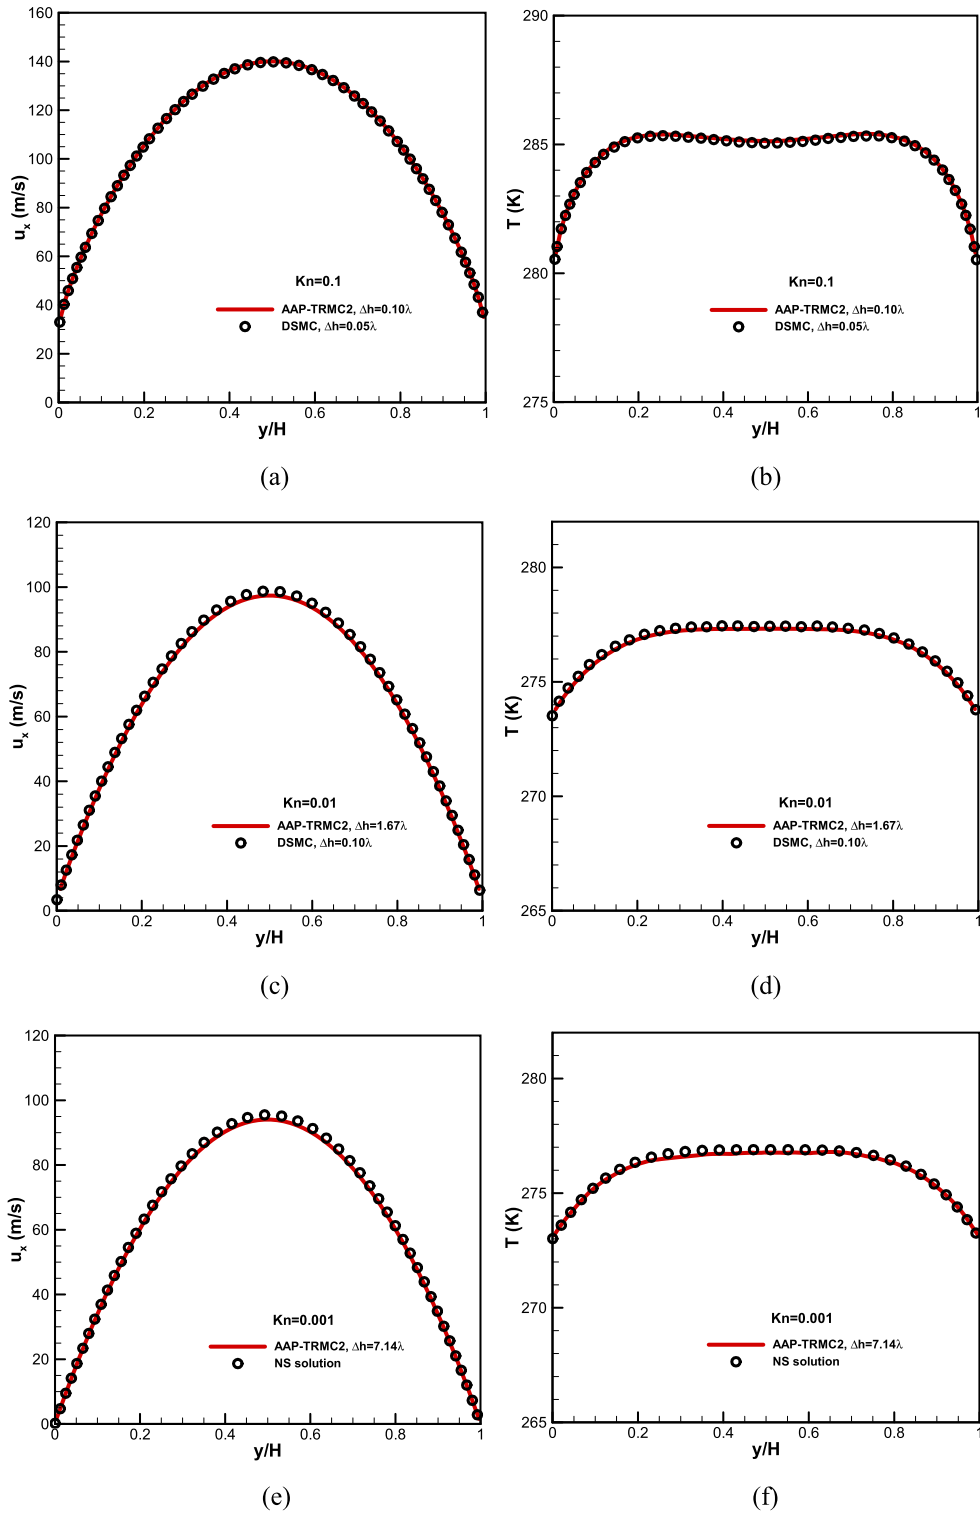 160
140
120
100
80
60
40
20
0
u_x (m/s)
Kn=0.1
AAP-TRMC2, Δh=0.10λ
DSMC, Δh=0.05λ
0 0.2 0.4 0.6 0.8 1
y/H
(a)
290
285
280
275
T (K)
Kn=0.1
AAP-TRMC2, Δh=0.10λ
DSMC, Δh=0.05λ
0 0.2 0.4 0.6 0.8 1
y/H
(b)
120
100
80
60
40
20
0
u_x (m/s)
Kn=0.01
AAP-TRMC2, Δh=1.67λ
DSMC, Δh=0.10λ
0 0.2 0.4 0.6 0.8 1
y/H
(c)
280
275
270
265
T (K)
Kn=0.01
AAP-TRMC2, Δh=1.67λ
DSMC, Δh=0.10λ
0 0.2 0.4 0.6 0.8 1
y/H
(d)
120
100
80
60
40
20
0
u_x (m/s)
Kn=0.001
AAP-TRMC2, Δh=7.14λ
NS solution
0 0.2 0.4 0.6 0.8 1
y/H
(e)
280
275
270
265
T (K)
Kn=0.001
AAP-TRMC2, Δh=7.14λ
NS solution
0 0.2 0.4 0.6 0.8 1
y/H
(f)